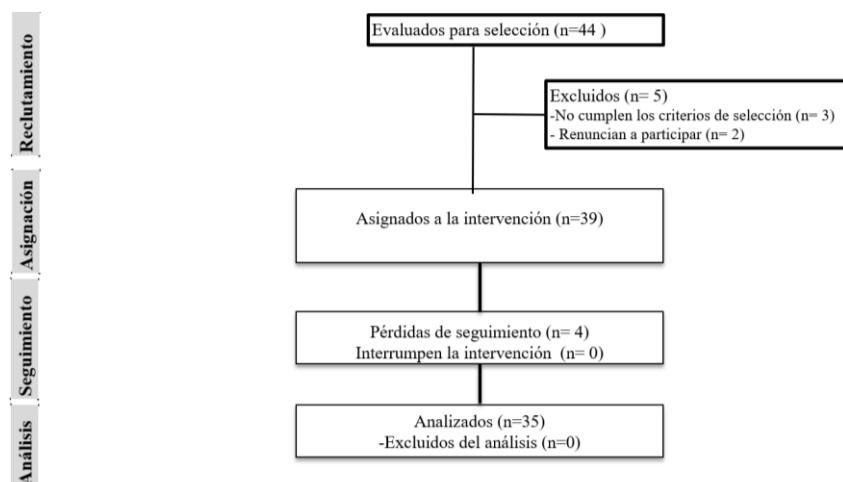 Reclutamiento
Evaluados para selección (n=44 )
Excluidos (n= 5)
-No cumplen los criterios de selección (n= 3)
- Renuncian a participar (n= 2)
Asignación
Asignados a la intervención (n=39)
Seguimiento
Pérdidas de seguimiento (n= 4)
Interrumpen la intervención (n= 0)
Análisis
Analizados (n=35)
-Excluidos del análisis (n=0)